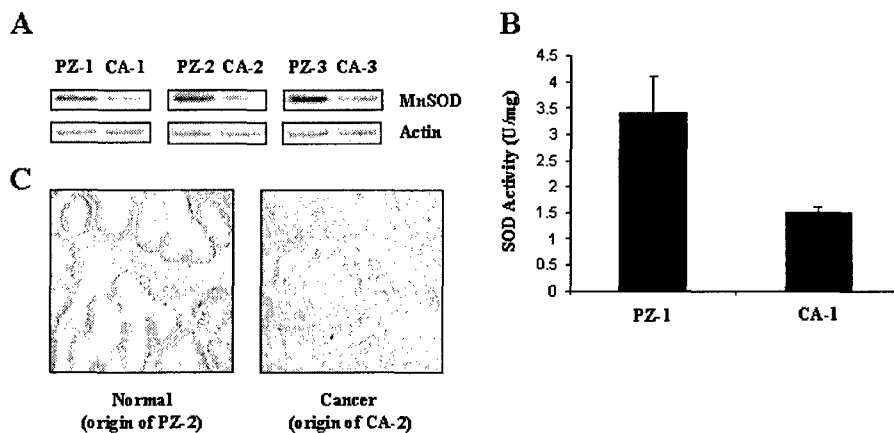 A
PZ-1 CA-1 PZ-2 CA-2 PZ-3 CA-3
MnSOD
Actin
B
SOD Activity (U/mg)
4.5
4
3.5
3
2.5
2
1.5
1
0.5
0
PZ-1 CA-1
C
Normal
(origin of PZ-2)
Cancer
(origin of CA-2)